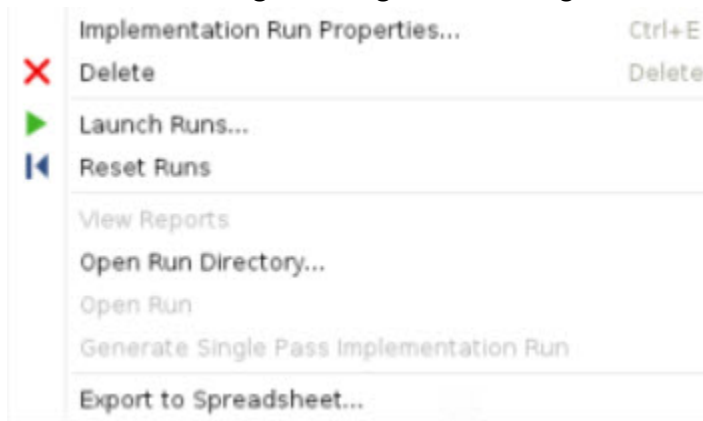 Implementation Run Properties... Ctrl+E
Delete Delete
Launch Runs...
Reset Runs
View Reports
Open Run Directory...
Open Run
Generate Single Pass Implementation Run
Export to Spreadsheet...